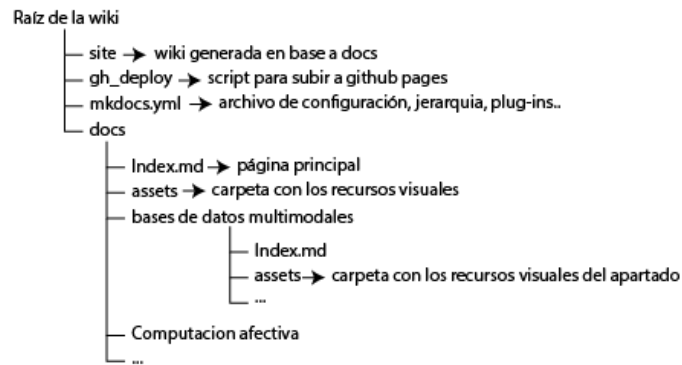 Raíz de la wiki
site → wiki generada en base a docs
gh_deploy → script para subir a github pages
mkdocs.yml → archivo de configuración, jerarquia, plug-ins..
docs
Index.md → página principal
assets → carpeta con los recursos visuales
bases de datos multimodales
Index.md
assets → carpeta con los recursos visuales del apartado
...
Computacion afectiva
...